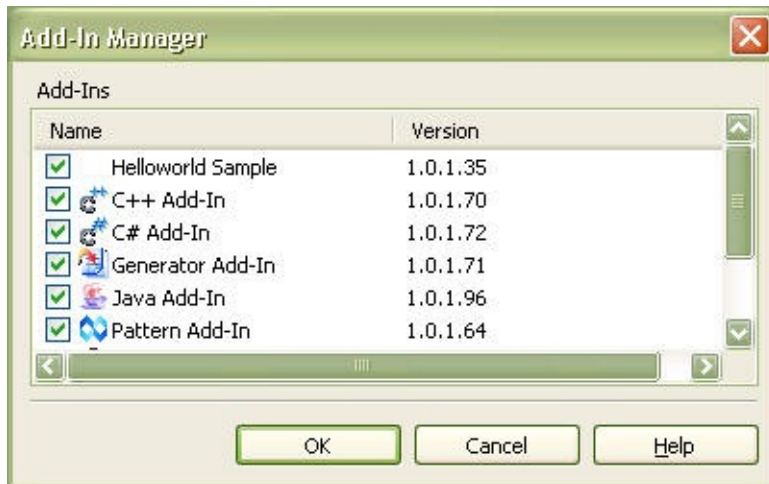 Add-In Manager
Add-Ins
Name Version
Helloworld Sample 1.0.1.35
C++ Add-In 1.0.1.70
C# Add-In 1.0.1.72
Generator Add-In 1.0.1.71
Java Add-In 1.0.1.96
Pattern Add-In 1.0.1.64
OK Cancel Help